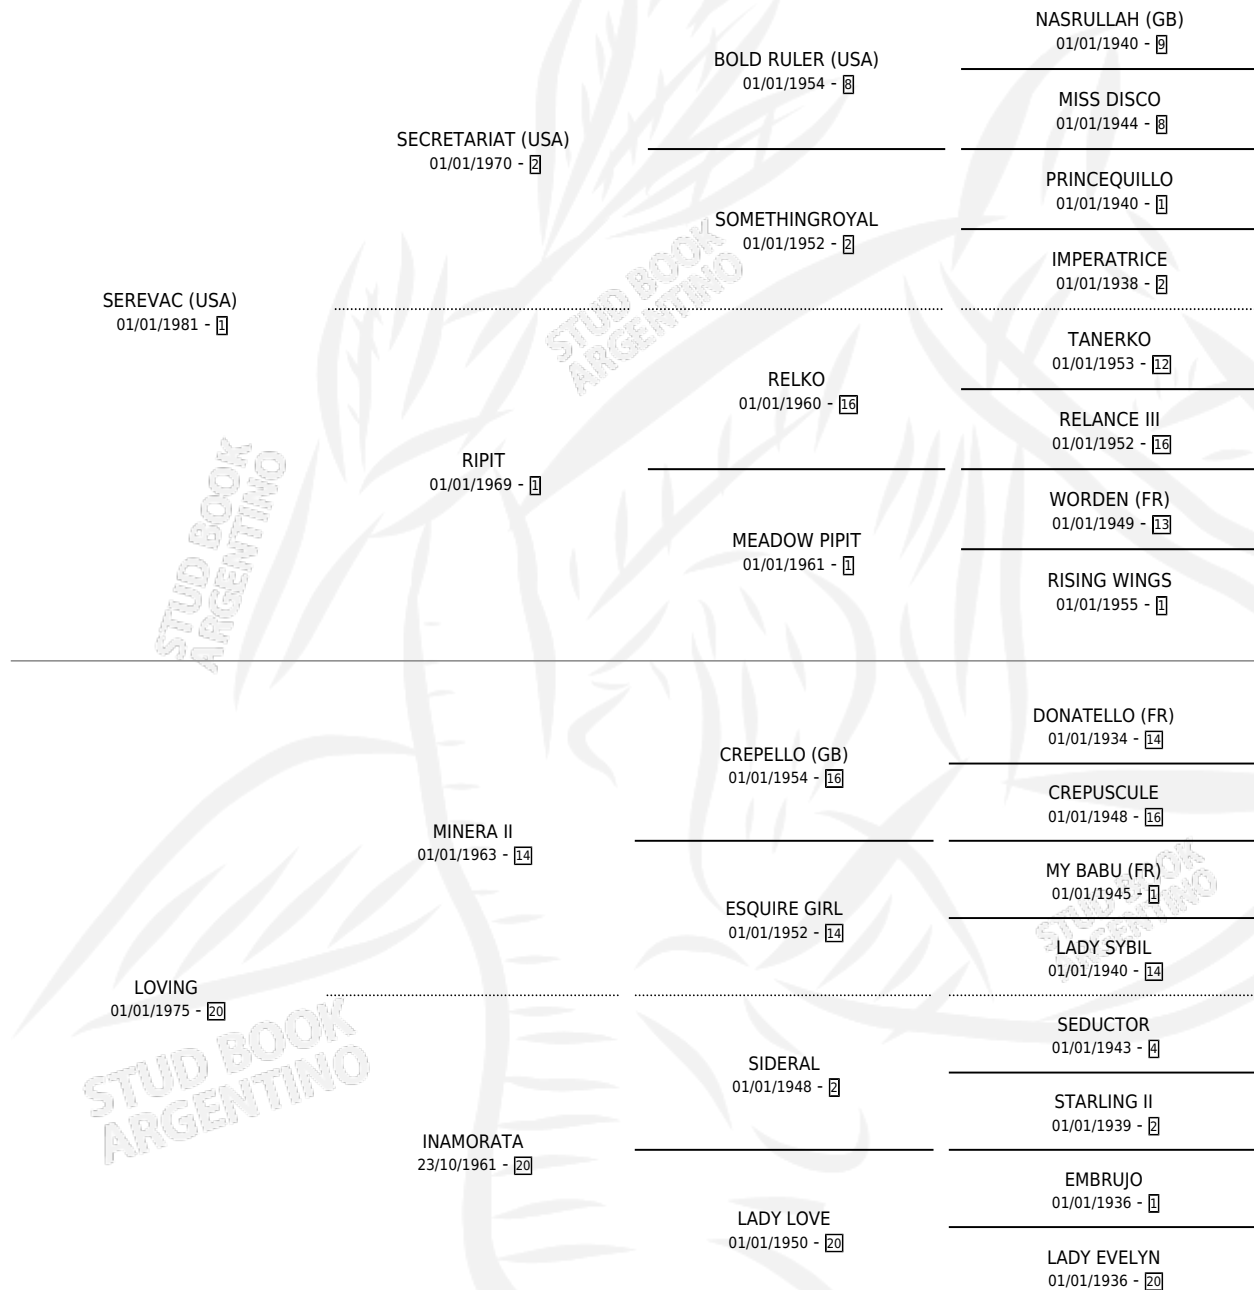 NASRULLAH (GB)
01/01/1940 - 9
BOLD RULER (USA)
01/01/1954 - 8
MISS DISCO
01/01/1944 - 8
SECRETARIAT (USA)
01/01/1970 - 2
PRINCEQUILLO
01/01/1940 - 1
SOMETHINGROYAL
01/01/1952 - 2
IMPERATRICE
01/01/1938 - 2
SEREVAC (USA)
01/01/1981 - 1
STUD BOOK
ARGENTINO
TANERKO
01/01/1953 - 12
RELKO
01/01/1960 - 16
RELANCE III
01/01/1952 - 16
RIPIT
01/01/1969 - 1
WORDEN (FR)
01/01/1949 - 13
MEADOW PIPIT
01/01/1961 - 1
RISING WINGS
01/01/1955 - 1
STUD BOOK
ARGENTINO
DONATELLO (FR)
01/01/1934 - 14
CREPELLO (GB)
01/01/1954 - 16
CREPUSCULE
01/01/1948 - 16
MINERA II
01/01/1963 - 14
MY BABU (FR)
01/01/1945 - 1
ESQUIRE GIRL
01/01/1952 - 14
LADY SYBIL
01/01/1940 - 14
STUD BOOK
ARGENTINO
LOVING
01/01/1975 - 20
STUD BOOK
ARGENTINO
SEDUCTOR
01/01/1943 - 4
SIDERAL
01/01/1948 - 2
STARLING II
01/01/1939 - 2
INAMORATA
23/10/1961 - 20
EMBRUJO
01/01/1936 - 1
LADY LOVE
01/01/1950 - 20
LADY EVELYN
01/01/1936 - 20